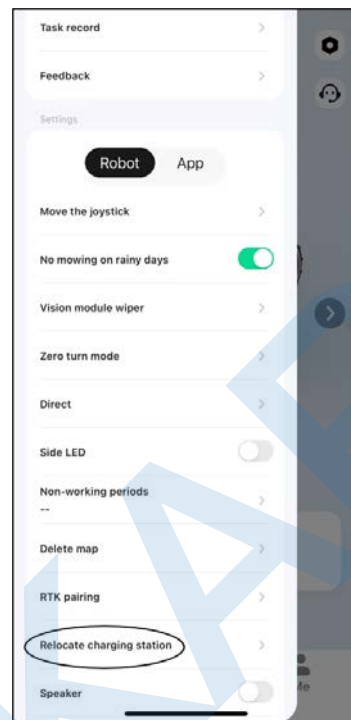 Task record
Feedback
Settings
Robot App
Move the joystick
No mowing on rainy days
Vision module wiper
Zero turn mode
Direct
Side LED
Non-working periods
--
Delete map
RTK pairing
Relocate charging station
Speaker